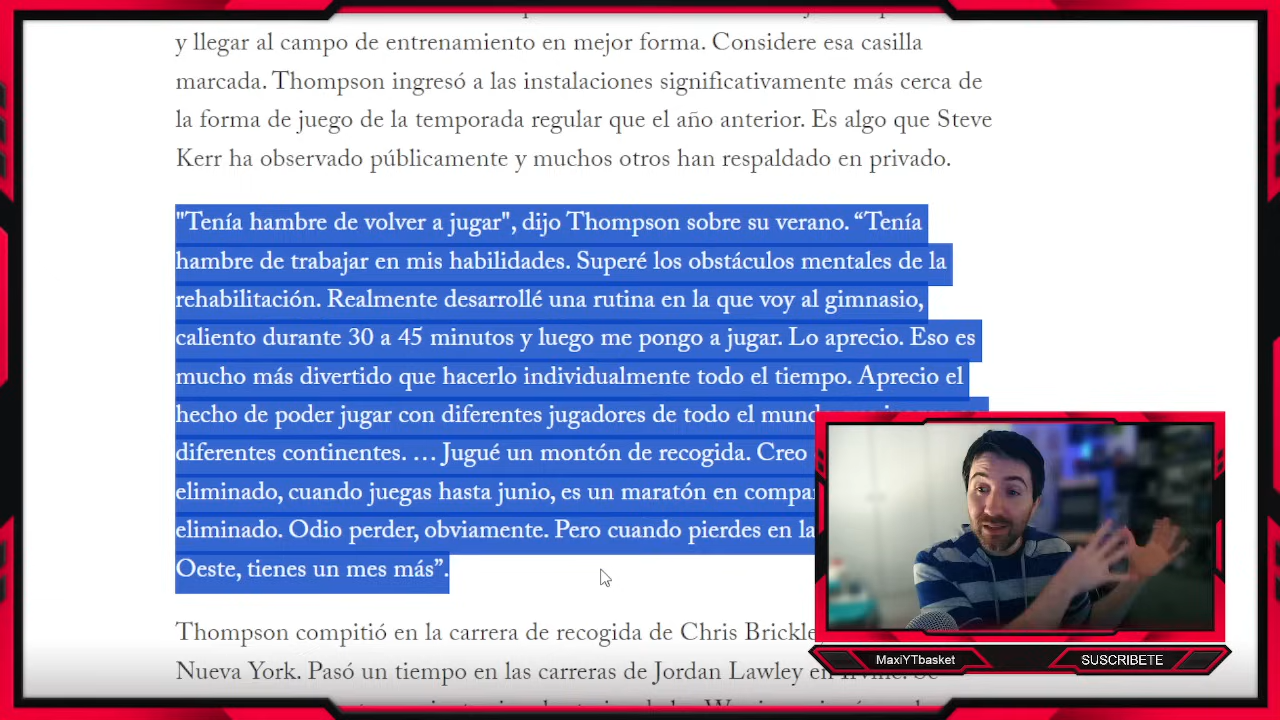 y llegar al campo de entrenamiento en mejor forma. Considere esa casilla
marcada. Thompson ingresó a las instalaciones significativamente más cerca de
la forma de juego de la temporada regular que el año anterior. Es algo que Steve
Kerr ha observado públicamente y muchos otros han respaldado en privado.
"Tenía hambre de volver a jugar", dijo Thompson sobre su verano. “Tenía
hambre de trabajar en mis habilidades. Superé los obstáculos mentales de la
rehabilitación. Realmente desarrollé una rutina en la que voy al gimnasio,
caliento durante 30 a 45 minutos y luego me pongo a jugar. Lo aprecio. Eso es
mucho más divertido que hacerlo individualmente todo el tiempo. Aprecio el
hecho de poder jugar con diferentes jugadores de todo el
diferentes continentes. … Jugué un montón de recogida. Creo
eliminado, cuando juegas hasta junio, es un maratón en
eliminado. Odio perder, obviamente. Pero cuando pierdes en la
Oeste, tienes un mes más”.
Thompson compitió en la carrera de recogida de Chris
Nueva York. Pasó un tiempo en las carreras de Jordan Lawley en
MaxiYTbasket
SUSCRIBETE